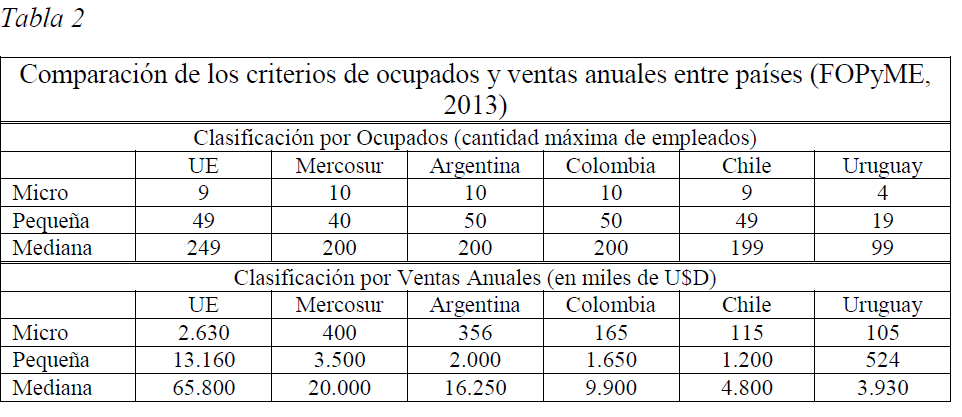 Tabla 2
Comparación de los criterios de ocupados y ventas anuales entre países (FOPyME,
2013)
Clasificación por Ocupados (cantidad máxima de empleados)
UE Mercosur Argentina Colombia Chile Uruguay
Micro 9 10 10 10 9 4
Pequeña 49 40 50 50 49 19
Mediana 249 200 200 200 199 99
Clasificación por Ventas Anuales (en miles de U$D)
UE Mercosur Argentina Colombia Chile Uruguay
Micro 2.630 400 356 165 115 105
Pequeña 13.160 3.500 2.000 1.650 1.200 524
Mediana 65.800 20.000 16.250 9.900 4.800 3.930